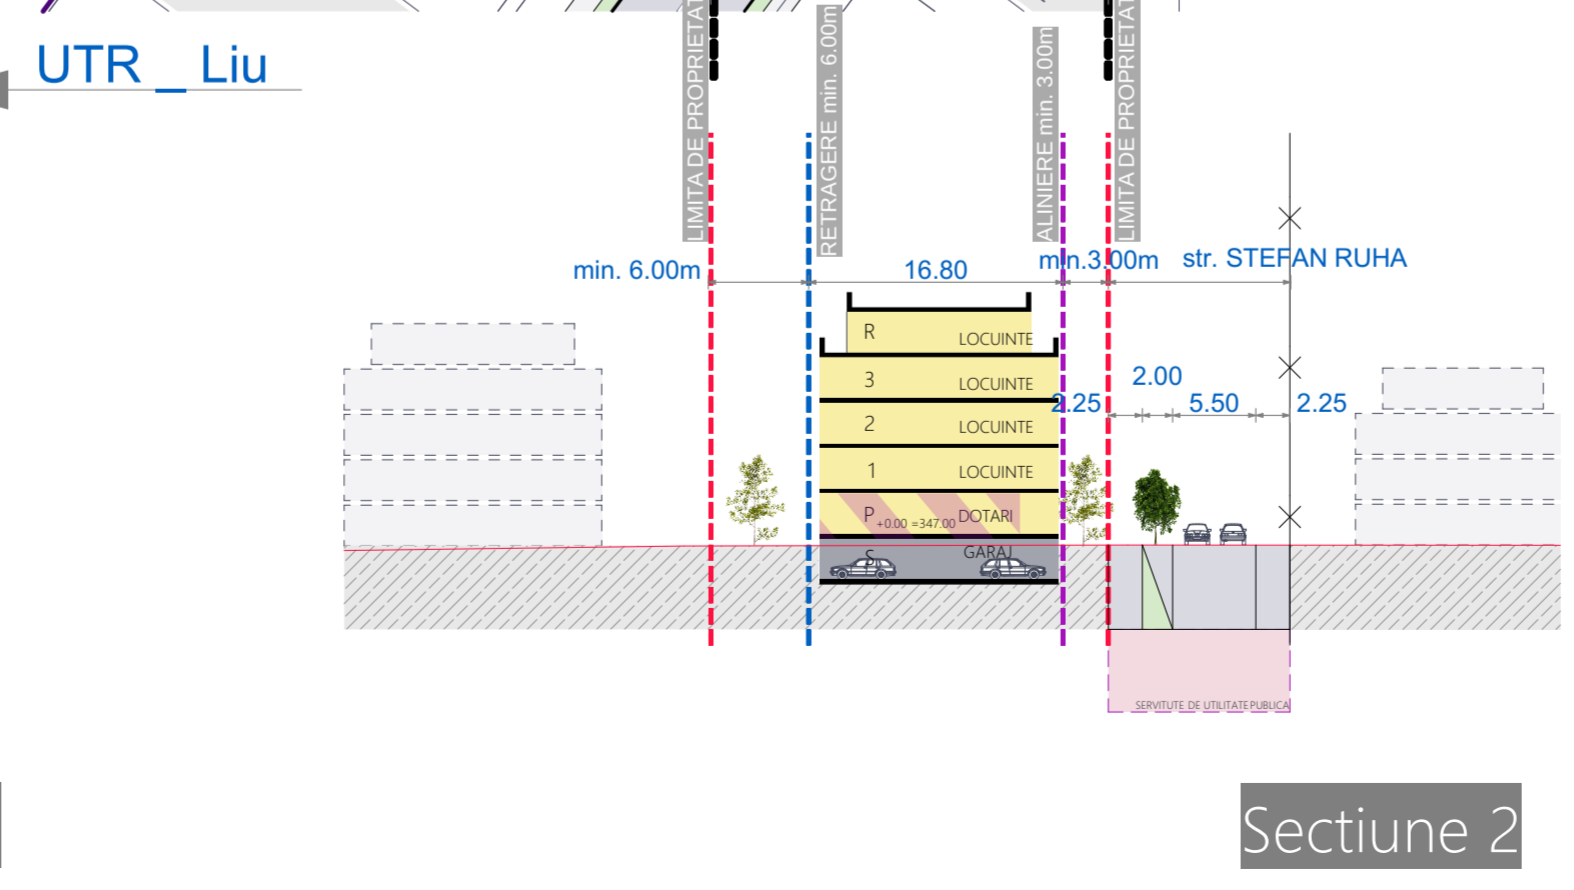 UTR _ Liu
LIMITA DE PROPRIETAT
RETRAGERE min. 6.00m
ALINIERE min. 3.00m
LIMITA DE PROPRIETAT
min. 6.00m
16.80
min.3.00m
str. STEFAN RUHA
R LOCUINTE
3 LOCUINTE
2 LOCUINTE
1 LOCUINTE
P +0.00 =347.00 DOTARI
S GARAJ
2.00
2.25
5.50
2.25
SERVITUTE DE UTILITATE PUBLICA
Sectiune 2